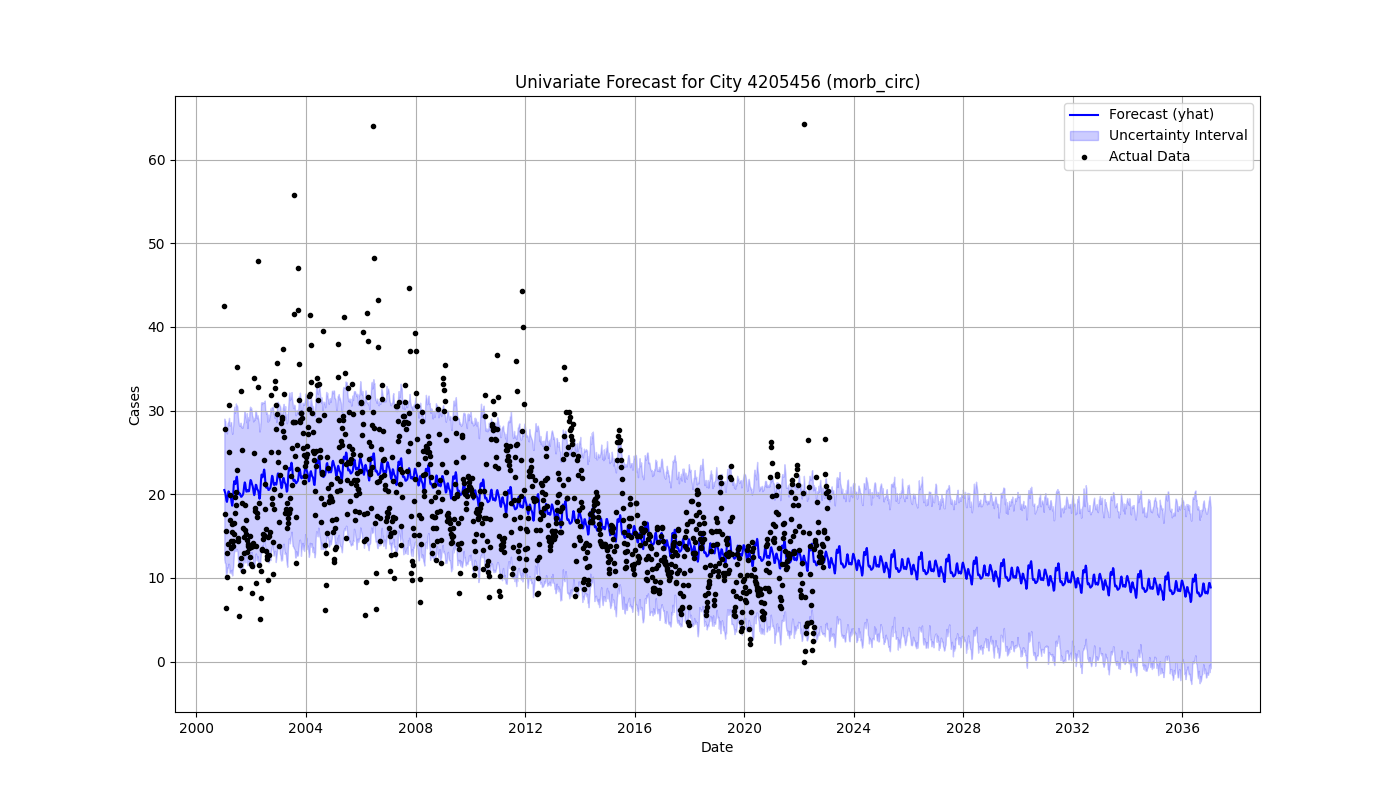 Univariate Forecast for City 4205456 (morb_circ)
Forecast (yhat)
Uncertainty Interval
Actual Data
Cases
60
50
40
30
20
10
0
2000 2004 2008 2012 2016 2020 2024 2028 2032 2036
Date